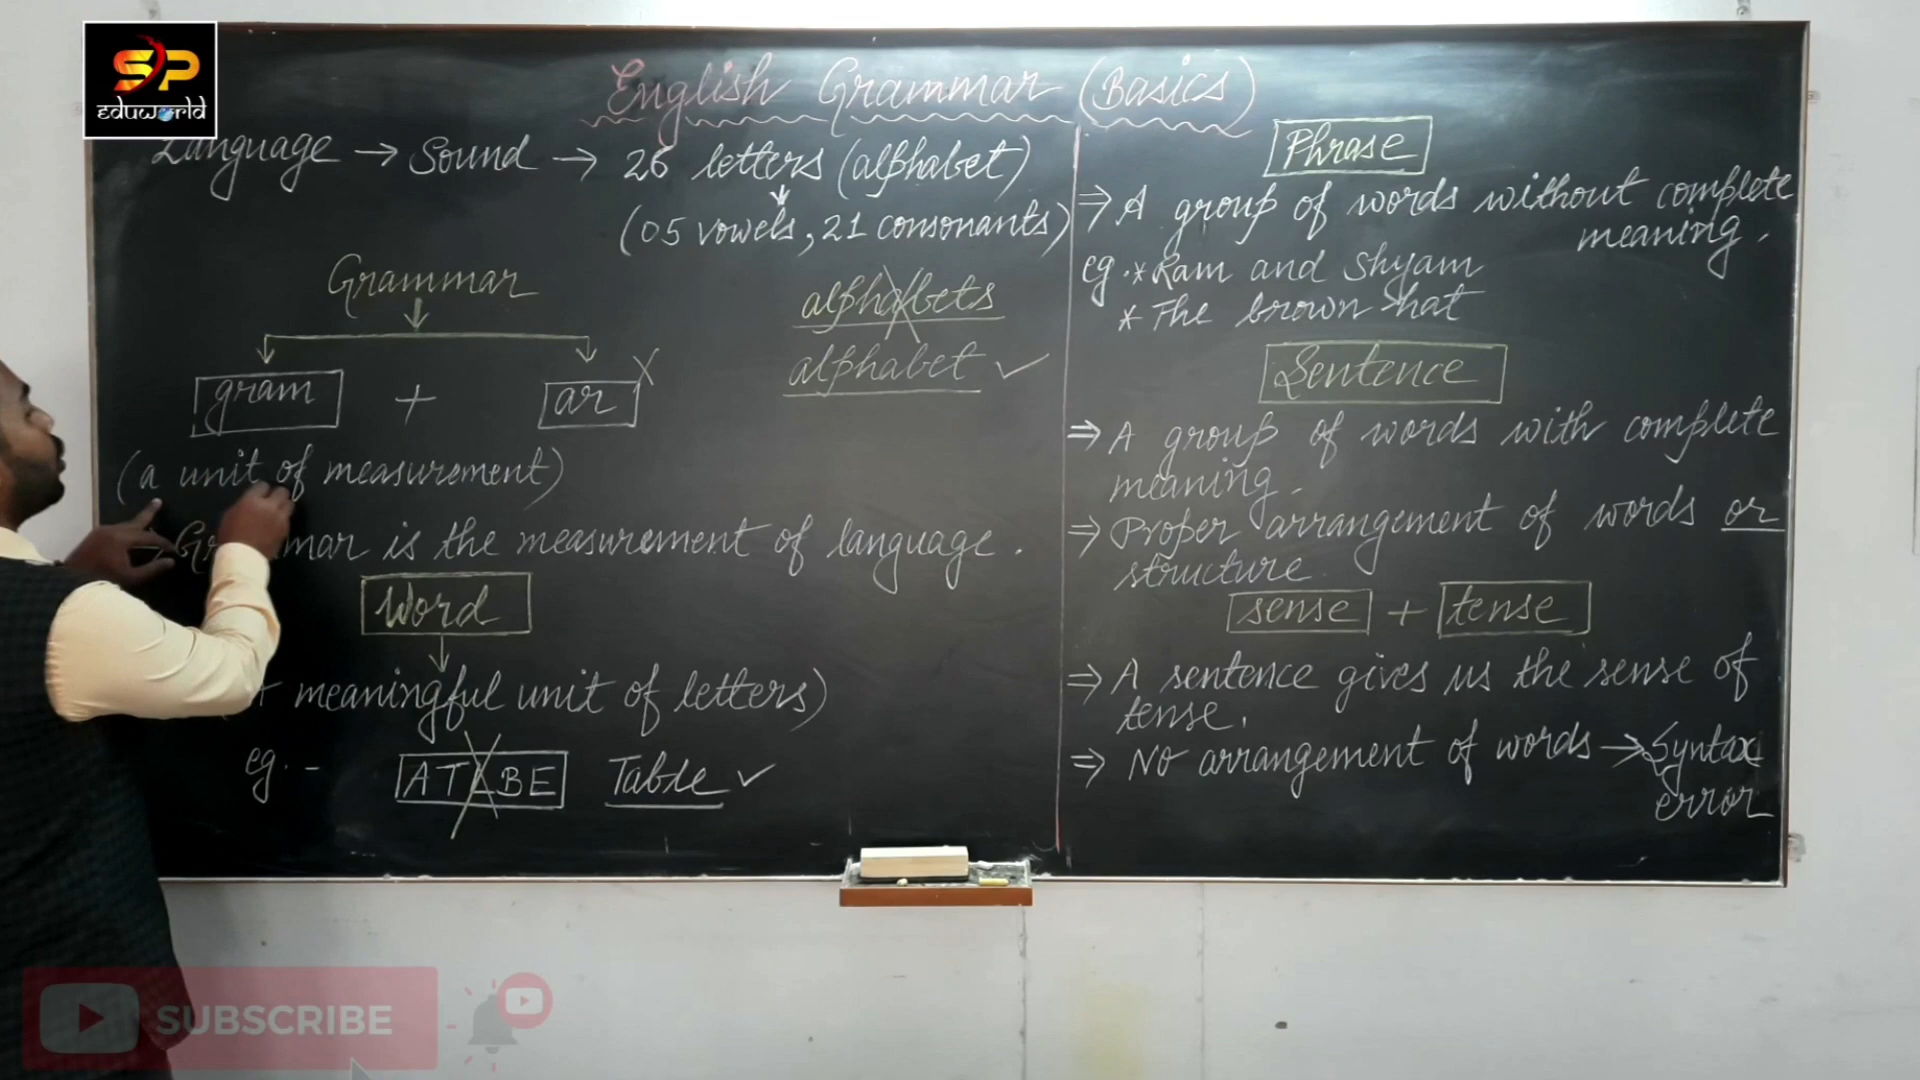 SP
eduworld
English Grammar (Basics)
Language → Sound → 26 letters (alphabet)
(05 vowels, 21 consonants)
Grammar
alphabets
alphabet ✓
gram + ar
(a unit of measurement)
mar is the measurement of language.
Word
meaningful unit of letters)
eg. - ATLBE Table ✓
Phrase
⇒ A group of words without complete
meaning.
eg. * Ram and Shyam
* The brown hat
Sentence
⇒ A group of words with complete
meaning.
⇒ Proper arrangement of words or
structure
sense + tense
⇒ A sentence gives us the sense of
tense.
⇒ No arrangement of words → Syntax
error
SUBSCRIBE